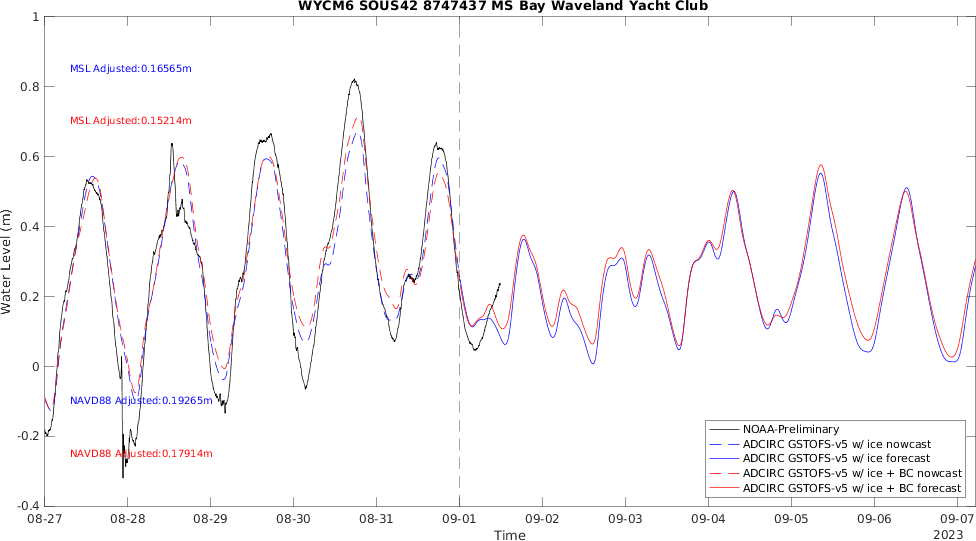 WYCM6 SOUS42 8747437 MS Bay Waveland Yacht Club
1
0.8
0.6
0.4
0.2
0
-0.2
-0.4
Water Level (m)
MSL Adjusted:0.16565m
MSL Adjusted:0.15214m
NAVD88 Adjusted:0.19265m
NAVD88 Adjusted:0.17914m
NOAA-Preliminary
ADCIRC GSTOFS-v5 w/ ice nowcast
ADCIRC GSTOFS-v5 w/ ice forecast
ADCIRC GSTOFS-v5 w/ ice + BC nowcast
ADCIRC GSTOFS-v5 w/ ice + BC forecast
08-27 08-28 08-29 08-30 08-31 09-01 09-02 09-03 09-04 09-05 09-06 09-07
Time
2023